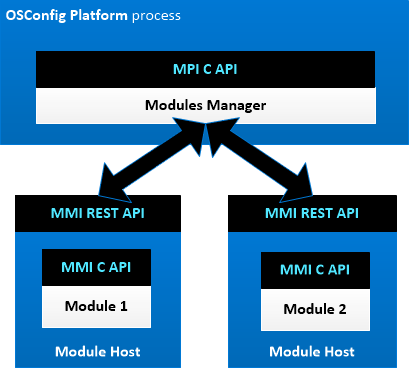 OSConfig Platform process
MPI C API
Modules Manager
MMI REST API
MMI C API
Module 1
Module Host
MMI REST API
MMI C API
Module 2
Module Host